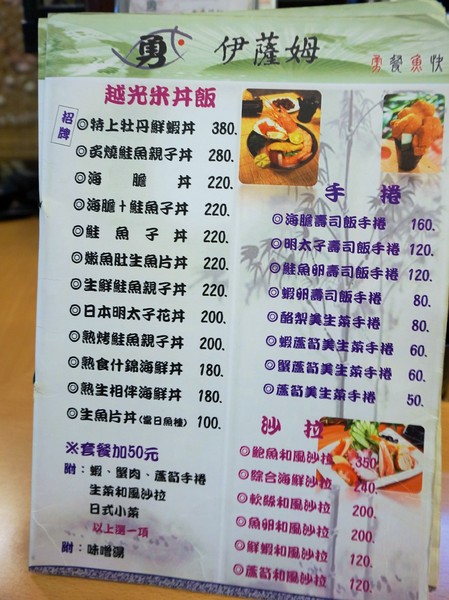 勇 伊薩姆
勇餐魚快
越光米丼飯
招牌
◎特上牡丹鮮蝦丼 380.
◎炙燒鮭魚親子丼 280.
◎海膽丼 220.
◎海膽+鮭魚子丼 220.
◎鮭魚子丼 220.
◎嫩魚肚生魚片丼 220.
◎生鮮鮭魚親子丼 220.
◎日本明太子花丼 200.
◎熟烤鮭魚親子丼 200.
◎熟食什錦海鮮丼 180.
◎熟生相伴海鮮丼 180.
◎生魚片丼(當日魚種) 100.
※套餐加50元
附：蝦、蟹肉、蘆筍手捲
生菜和風沙拉
日式小菜
以上選一項
附：味噌湯
手捲
◎海膽壽司飯手捲 160.
◎明太子壽司飯手捲 120.
◎鮭魚卵壽司飯手捲 120.
◎蝦卵壽司飯手捲 80.
◎酪梨美生菜手捲 80.
◎蝦蘆筍美生菜手捲 60.
◎蟹蘆筍美生菜手捲 60.
◎蘆筍美生菜手捲 50.
沙拉
◎鮑魚和風沙拉 350.
◎綜合海鮮沙拉 240.
◎軟絲和風沙拉 200.
◎魚卵和風沙拉 200.
◎鮮蝦和風沙拉 120.
◎蘆筍和風沙拉 120.